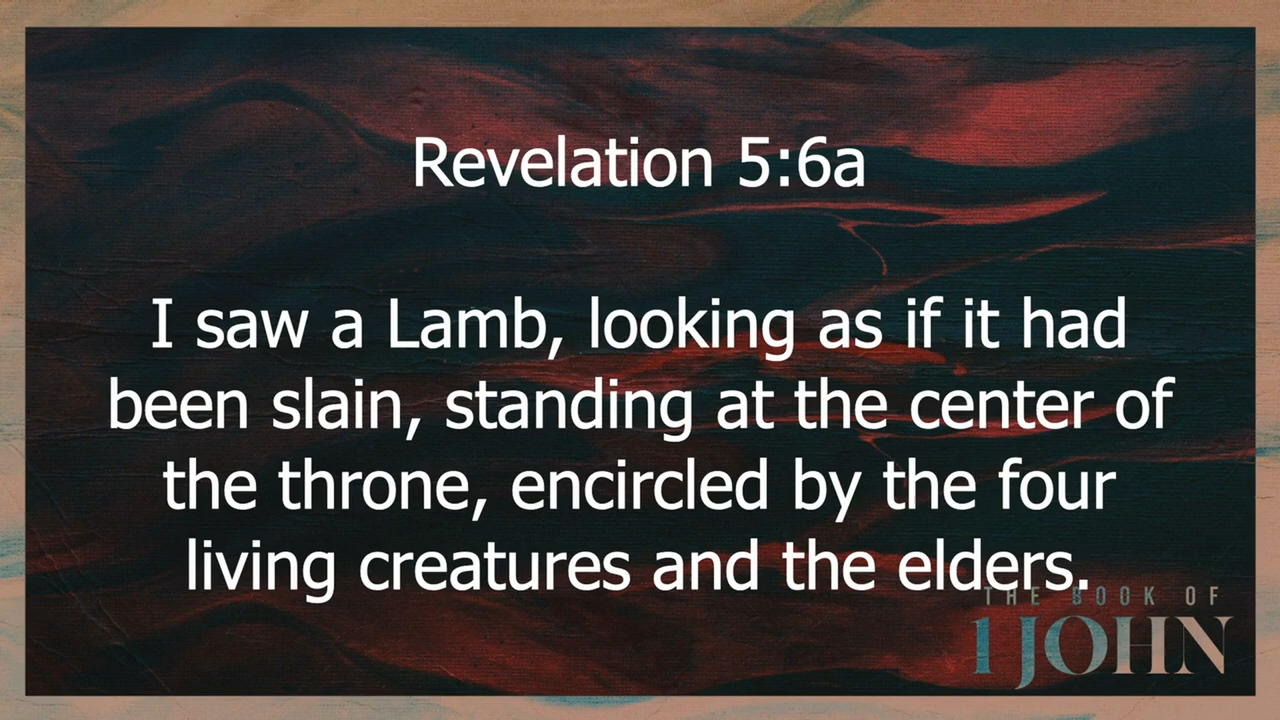 Revelation 5:6a
I saw a Lamb, looking as if it had
been slain, standing at the center of
the throne, encircled by the four
living creatures and the elders.
THE BOOK OF
1 JOHN